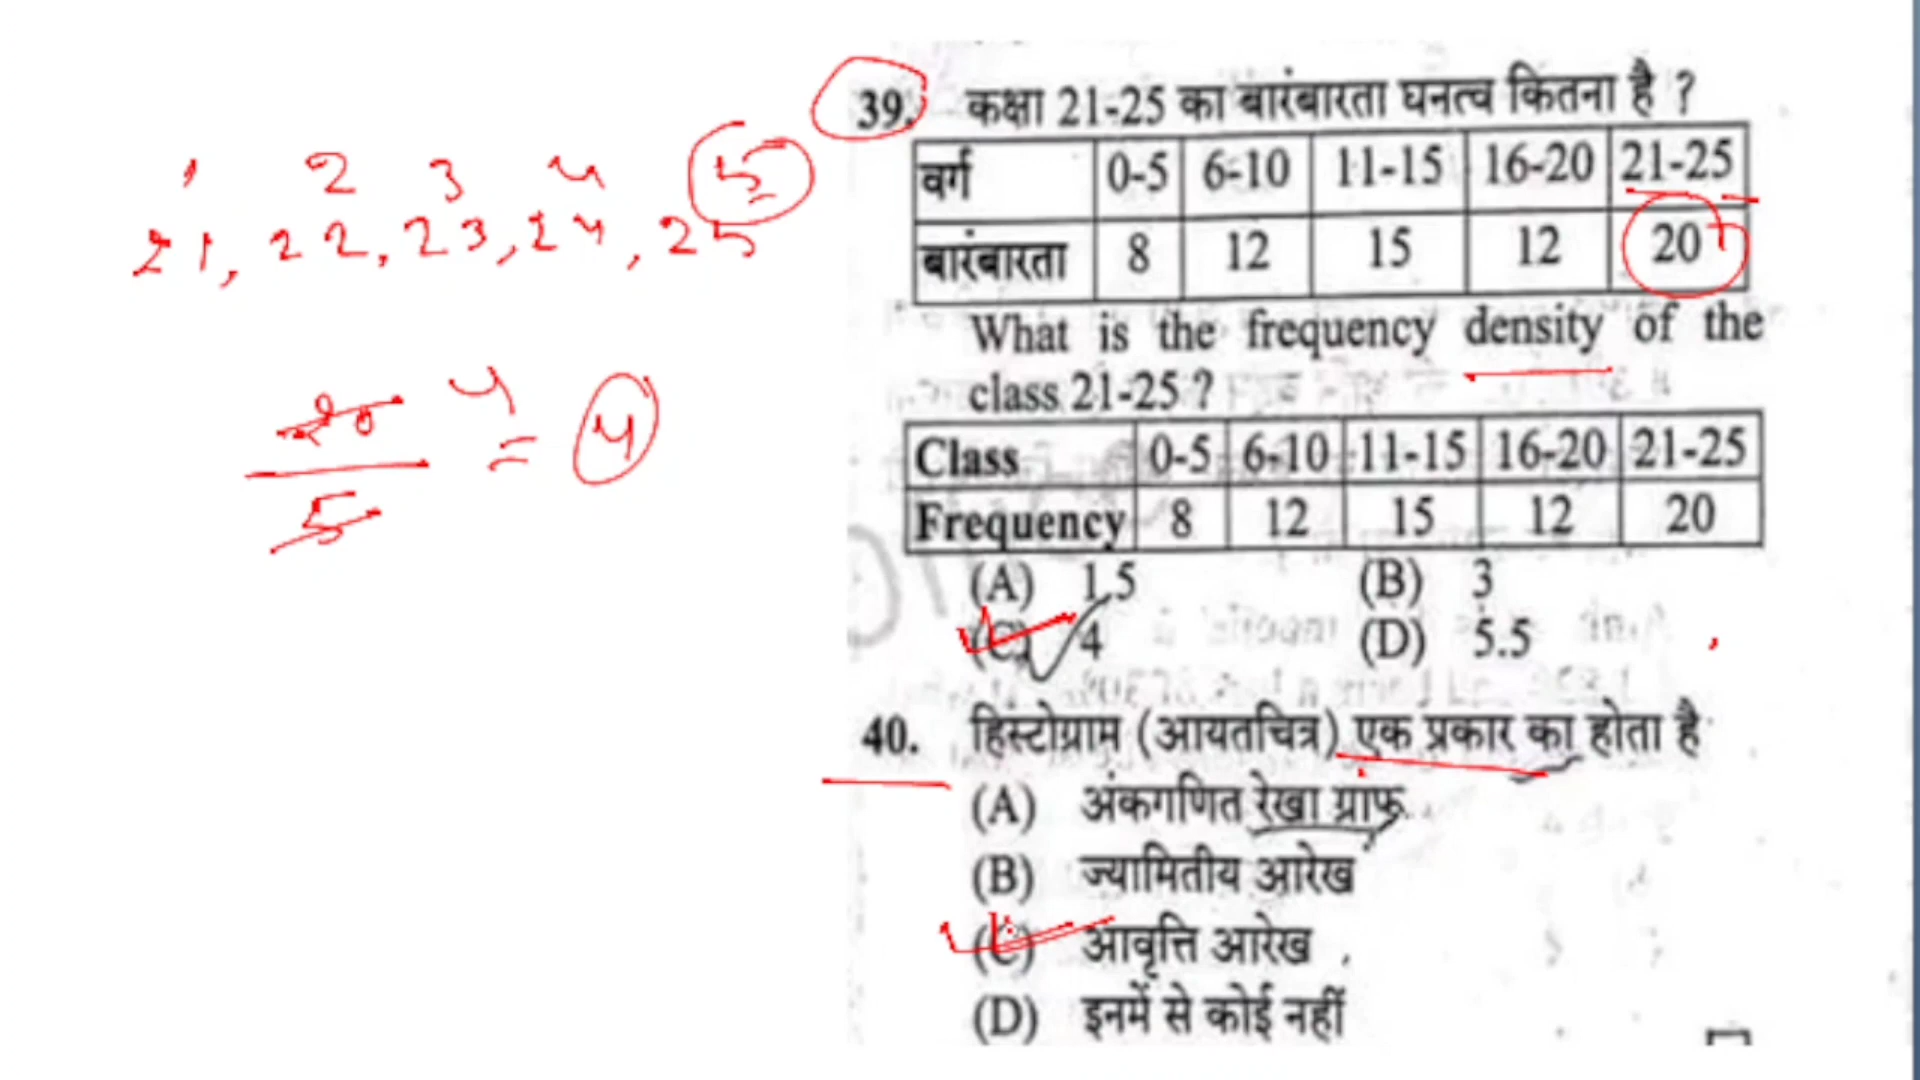 1 2 3 4 5
21, 22, 23, 24, 25
20 4
5
= 4
39. कक्षा 21-25 का बारंबारता घनत्व कितना है ?
वर्ग 0-5 6-10 11-15 16-20 21-25
बारंबारता 8 12 15 12 20
What is the frequency density of the
class 21-25 ?
Class 0-5 6-10 11-15 16-20 21-25
Frequency 8 12 15 12 20
(A) 1.5 (B) 3
(C) 4 (D) 5.5
40. हिस्टोग्राम (आयतचित्र) एक प्रकार का होता है
(A) अंकगणित रेखा ग्राफ
(B) ज्यामितीय आरेख
(C) आवृत्ति आरेख
(D) इनमें से कोई नहीं